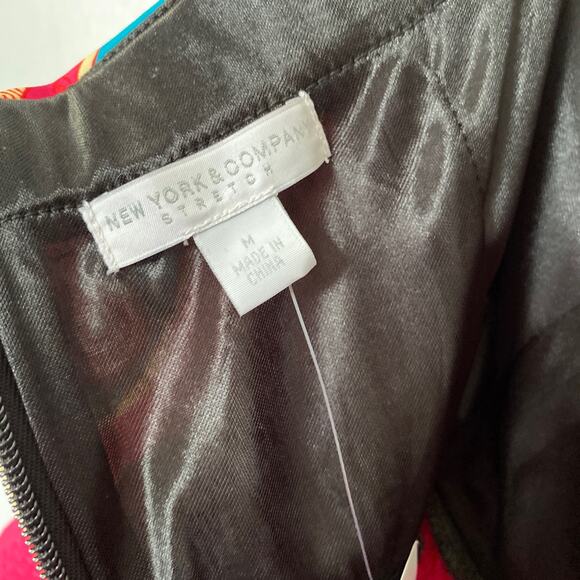 NEW YORK & COMPANY
STRETCH
M
MADE IN
CHINA